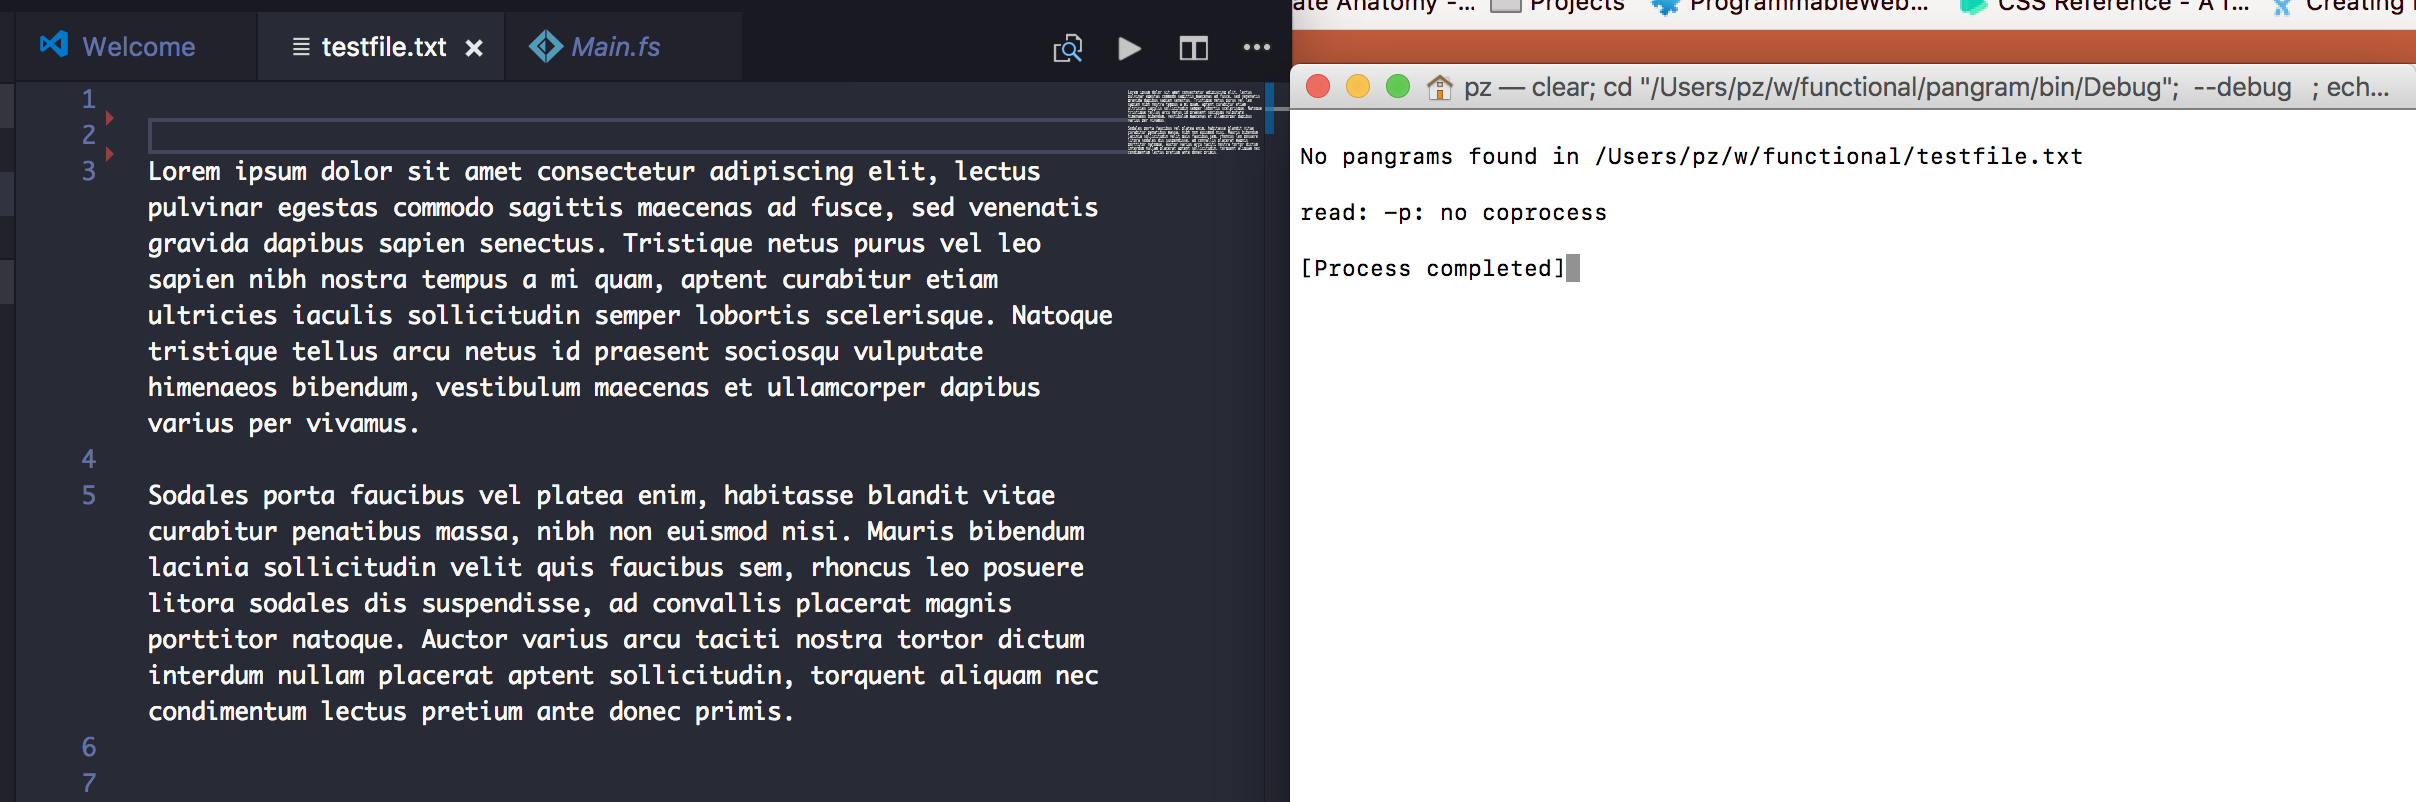 Welcome
testfile.txt
Main.fs
1
2
3 Lorem ipsum dolor sit amet consectetur adipiscing elit, lectus
pulvinar egestas commodo sagittis maecenas ad fusce, sed venenatis
gravida dapibus sapien senectus. Tristique netus purus vel leo
sapien nibh nostra tempus a mi quam, aptent curabitur etiam
ultricies iaculis sollicitudin semper lobortis scelerisque. Natoque
tristique tellus arcu netus id praesent sociosqu vulputate
himenaeos bibendum, vestibulum maecenas et ullamcorper dapibus
varius per vivamus.
4
5 Sodales porta faucibus vel platea enim, habitasse blandit vitae
curabitur penatibus massa, nibh non euismod nisi. Mauris bibendum
lacinia sollicitudin velit quis faucibus sem, rhoncus leo posuere
litora sodales dis suspendisse, ad convallis placerat magnis
porttitor natoque. Auctor varius arcu taciti nostra tortor dictum
interdum nullam placerat aptent sollicitudin, torquent aliquam nec
condimentum lectus pretium ante donec primis.
6
7
ate Anatomy -... Projects ProgrammableWeb... CSS Reference - A f... Creating
pz — clear; cd "/Users/pz/w/functional/pangram/bin/Debug"; --debug ; ech...
No pangrams found in /Users/pz/w/functional/testfile.txt
read: -p: no coprocess
[Process completed]